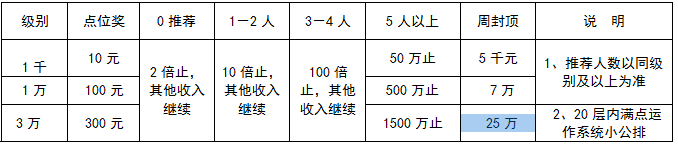 级别 点位奖 0 推荐 1－2 人 3－4 人 5 人以上 周封顶 说 明
1 千 10 元 2 倍止,其他收入继续 10 倍止,其他收入继续 100 倍止,其他收入继续 50 万止 5 千元 1、推荐人数以同级别及以上为准
1 万 100 元 500 万止 7 万
3 万 300 元 1500 万止 25 万 2、20 层内满点运作系统小公排